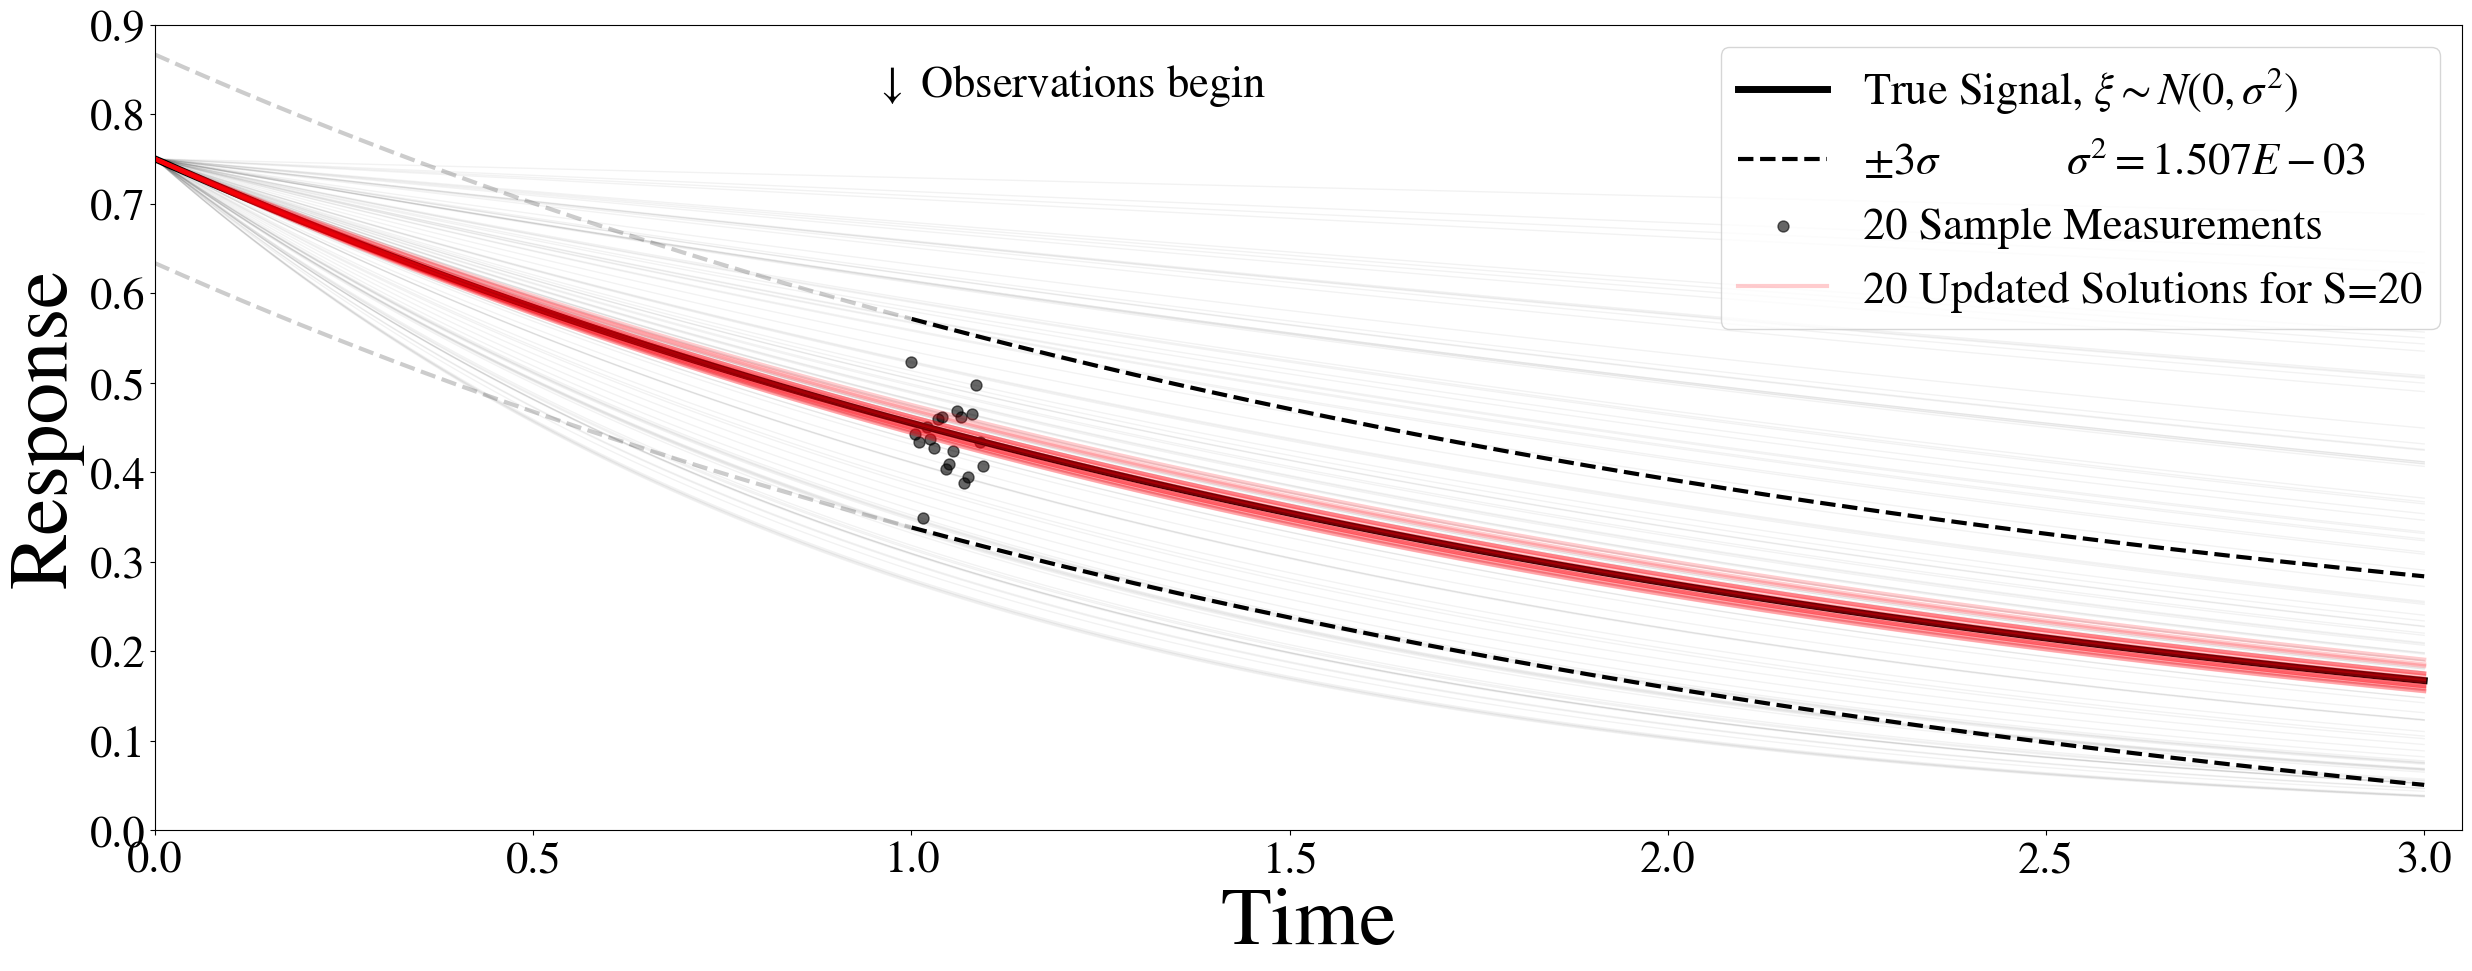 0.9
0.8
0.7
0.6
0.5
0.4
0.3
0.2
0.1
0.0
Response
↓ Observations begin
True Signal, ξ ∼ N(0, σ²)
±3σ σ² = 1.507E − 03
20 Sample Measurements
20 Updated Solutions for S=20
0.0 0.5 1.0 1.5 2.0 2.5 3.0
Time